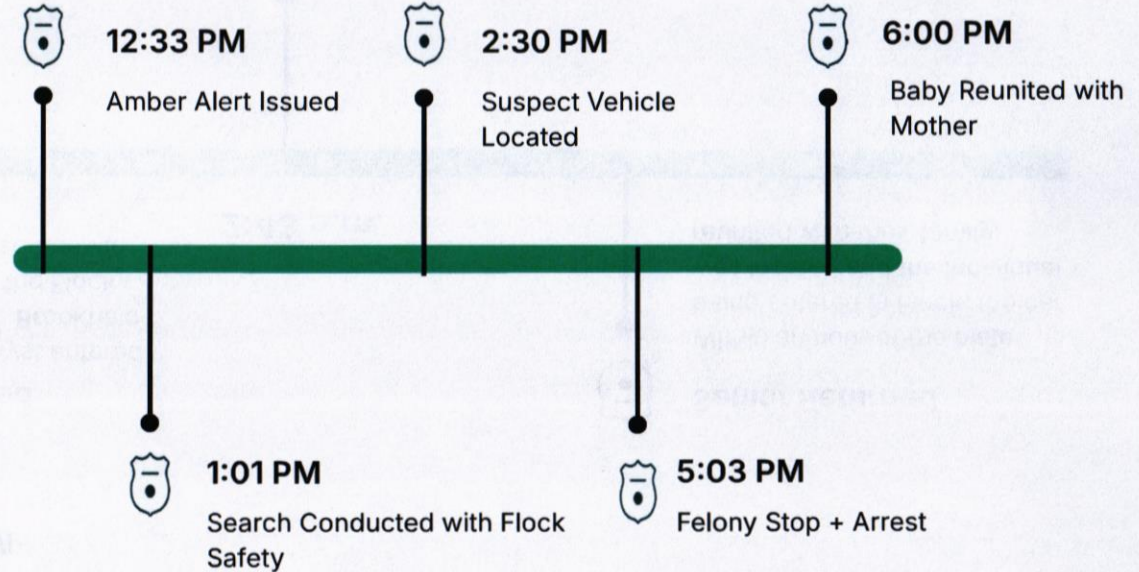 12:33 PM
Amber Alert Issued
2:30 PM
Suspect Vehicle
Located
6:00 PM
Baby Reunited with
Mother
1:01 PM
Search Conducted with Flock
Safety
5:03 PM
Felony Stop + Arrest